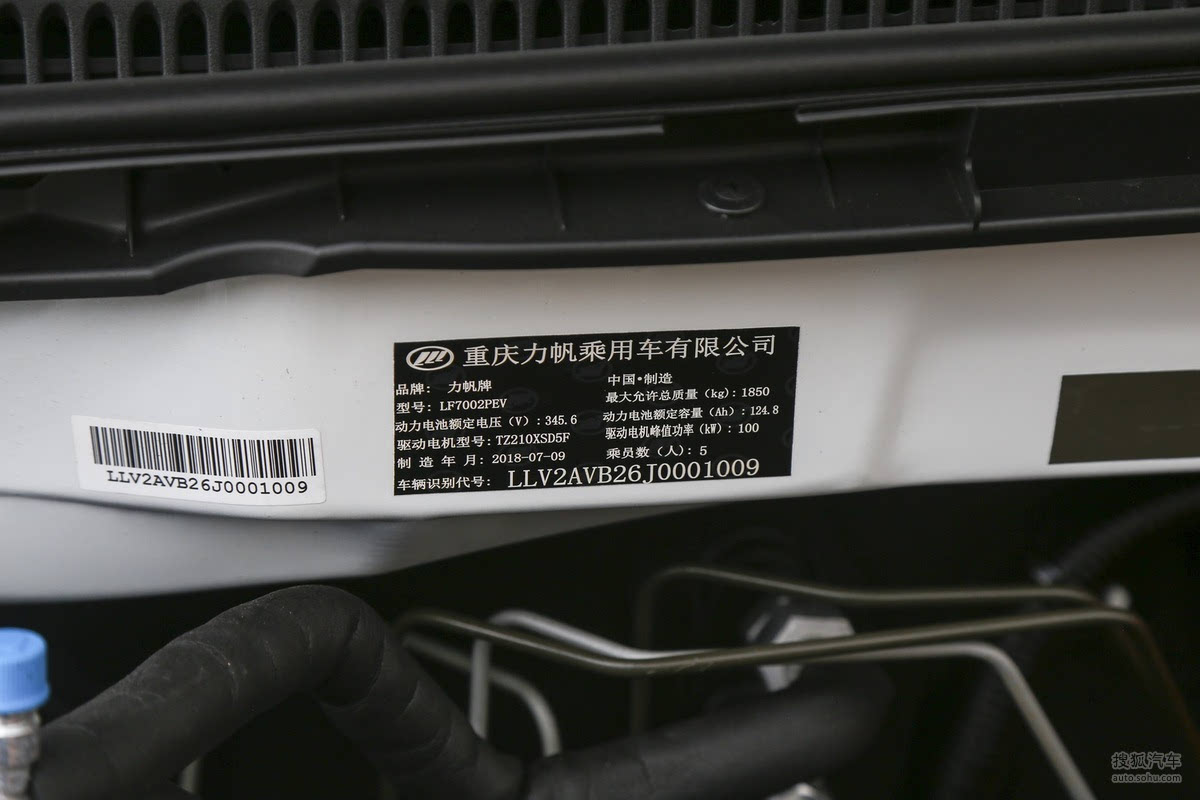 重庆力帆乘用车有限公司
品牌： 力帆牌
中国•制造
型号：LF7002PEV
最大允许总质量（kg）：1850
动力电池额定电压（V）：345.6
动力电池额定容量（Ah）：124.8
驱动电机型号：TZ210XSD5F
驱动电机峰值功率（kW）：100
制 造 年 月：2018-07-09
乘员数（人）：5
车辆识别代号： LLV2AVB26J0001009
LLV2AVB26J0001009
搜狐汽车
auto.sohu.com